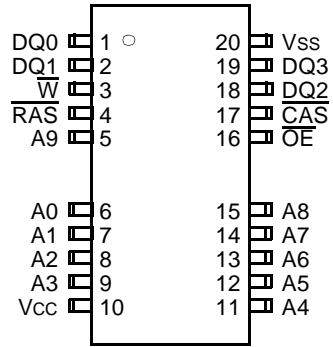 DQ0 1 20 Vss
DQ1 2 19 DQ3
W 3 18 DQ2
RAS 4 17 CAS
A9 5 16 OE
A0 6 15 A8
A1 7 14 A7
A2 8 13 A6
A3 9 12 A5
Vcc 10 11 A4